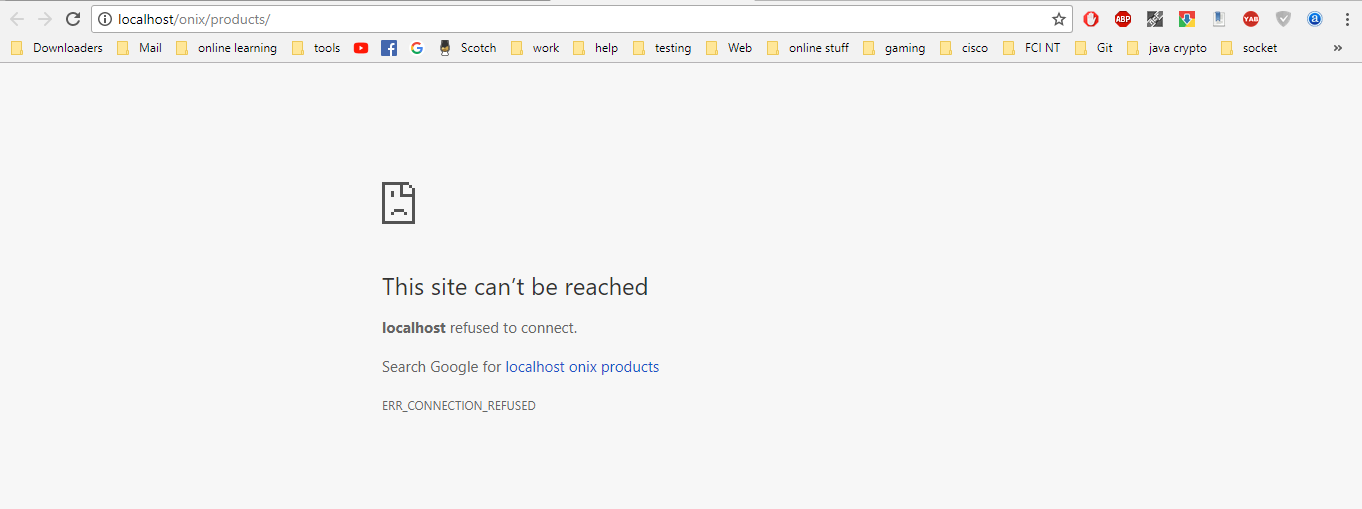 localhost/onix/products/
Downloaders Mail online learning tools Scotch work help testing Web online stuff gaming cisco FCI NT Git java crypto socket »
This site can’t be reached
localhost refused to connect.
Search Google for localhost onix products
ERR_CONNECTION_REFUSED
ABP
YAB
a
G